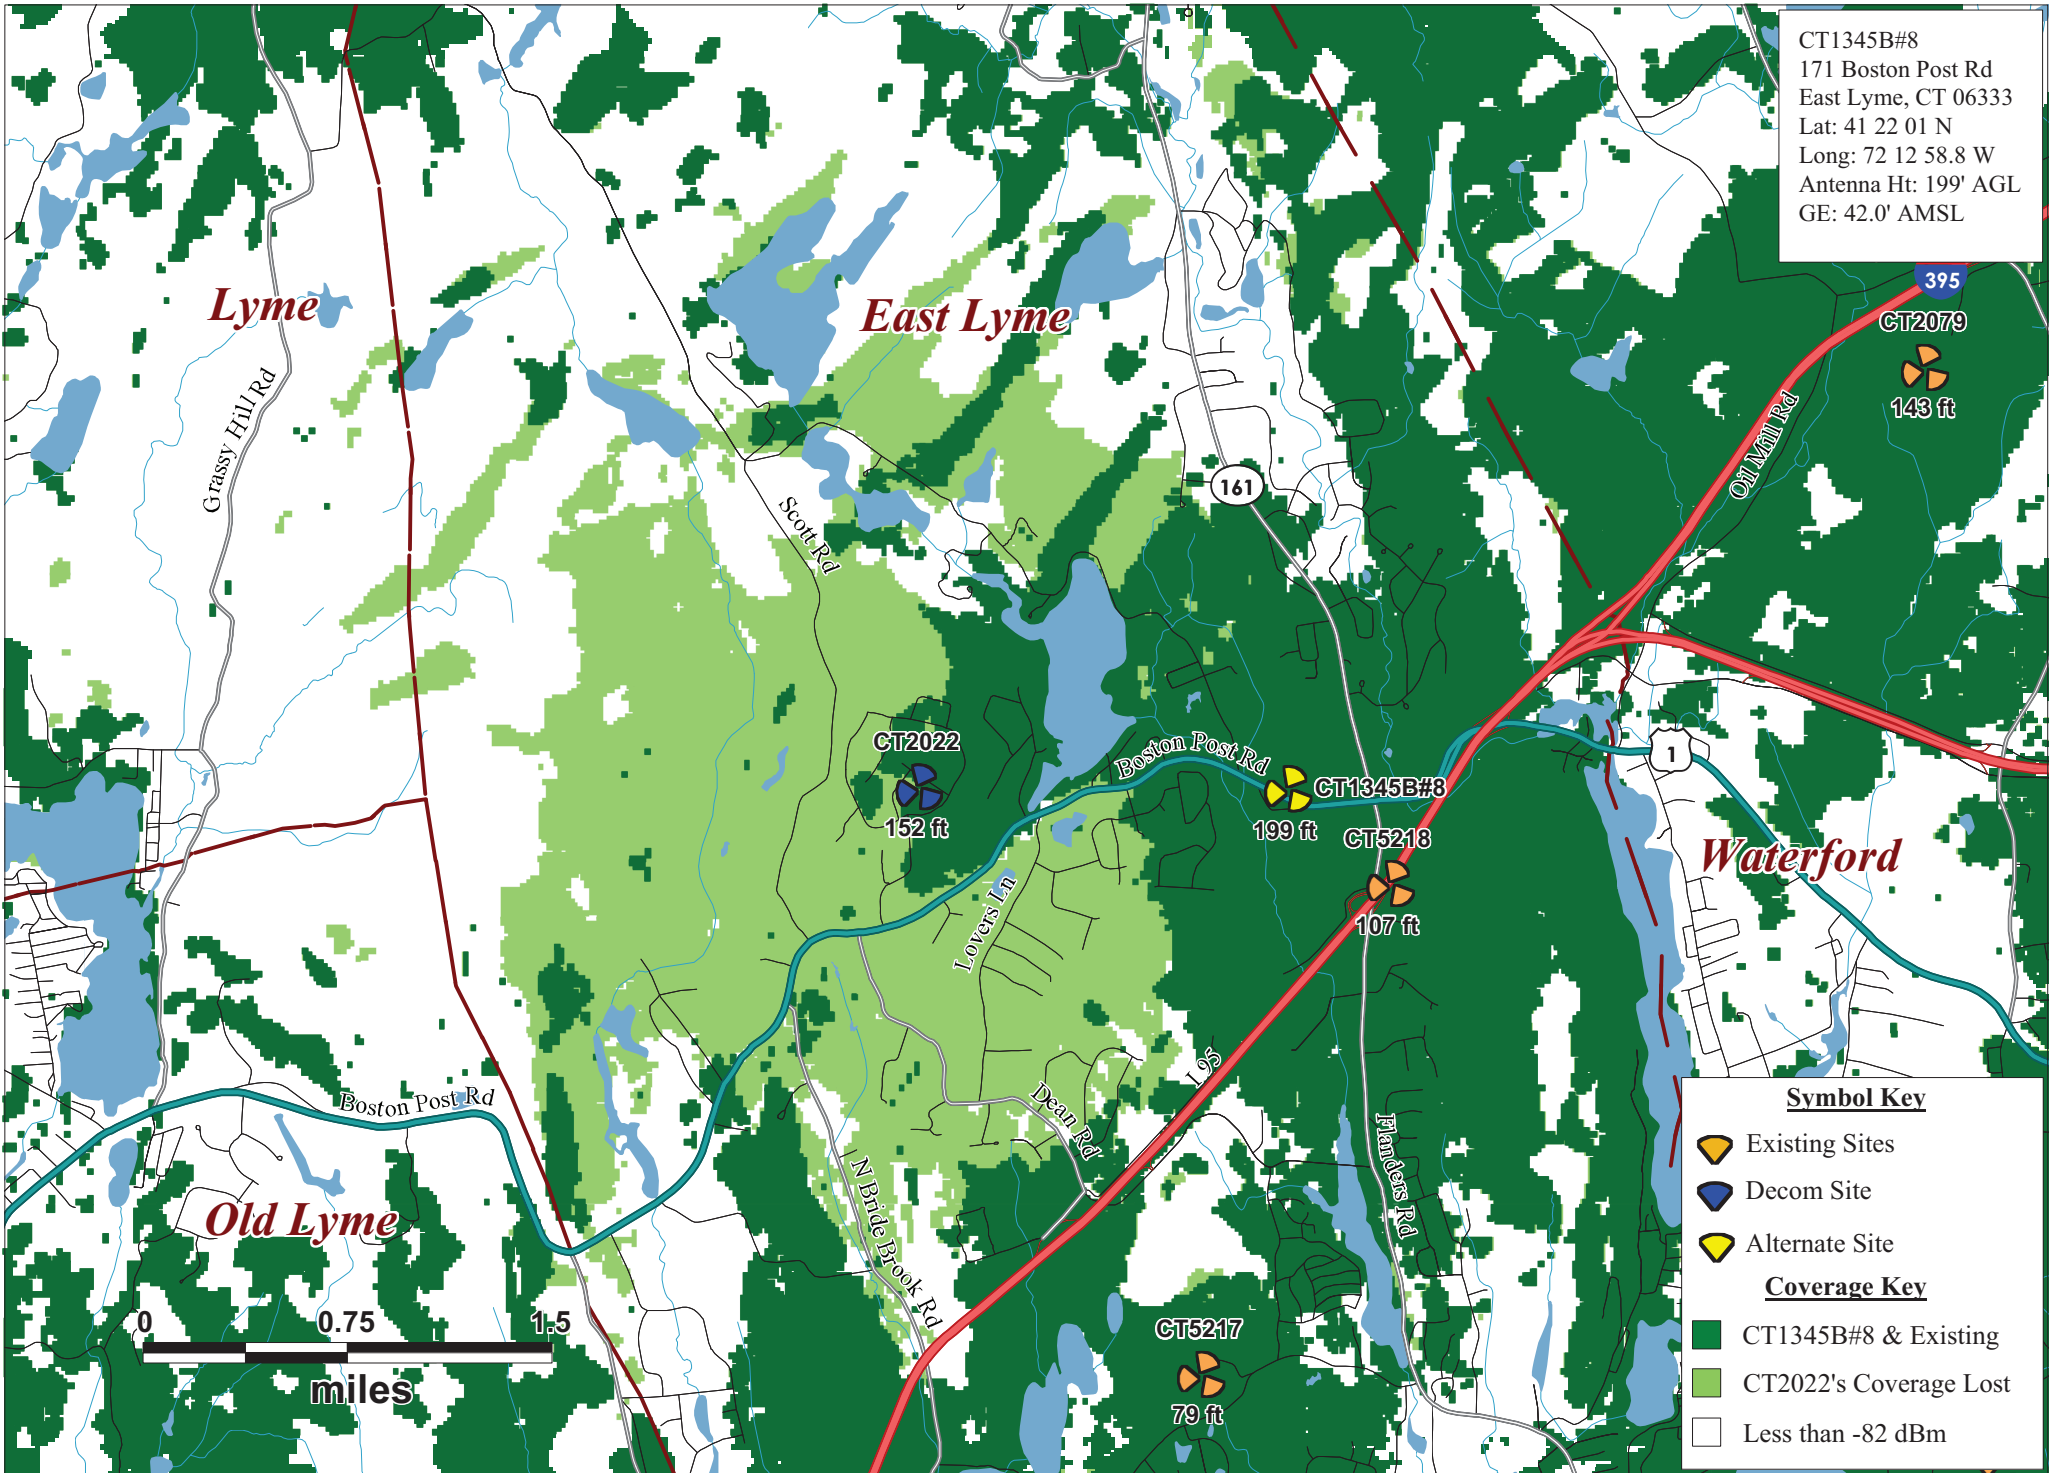 CT1345B#8
171 Boston Post Rd
East Lyme, CT 06333
Lat: 41 22 01 N
Long: 72 12 58.8 W
Antenna Ht: 199' AGL
GE: 42.0' AMSL
395
CT2079
143 ft
Lyme
East Lyme
Grassy Hill Rd
Oil Mill Rd
161
Scott Rd
CT2022
152 ft
Boston Post Rd
CT1345B#8
199 ft
1
CT5218
107 ft
Waterford
Lovers Ln
I 95
Boston Post Rd
Dean Rd
Flanders Rd
N Bride Brook Rd
Old Lyme
0 0.75 1.5
miles
CT5217
79 ft
Symbol Key
Existing Sites
Decom Site
Alternate Site
Coverage Key
CT1345B#8 & Existing
CT2022's Coverage Lost
Less than -82 dBm